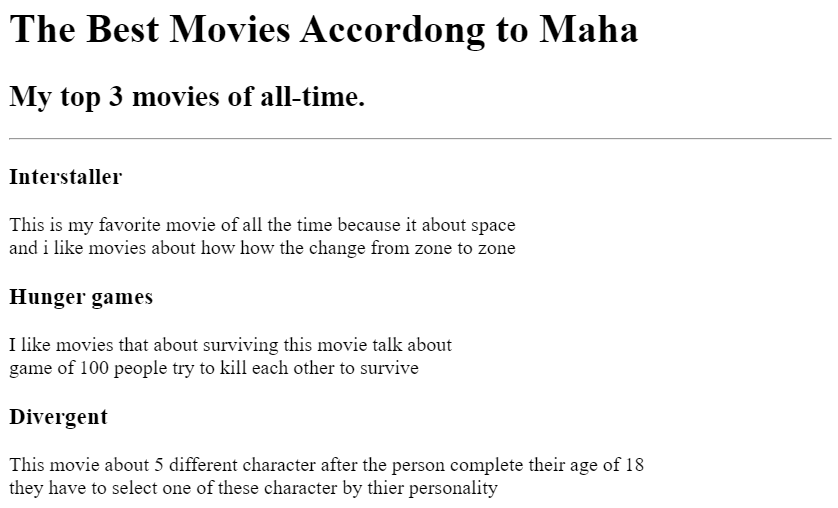 The Best Movies Accordong to Maha
My top 3 movies of all-time.
Interstaller
This is my favorite movie of all the time because it about space
and i like movies about how how the change from zone to zone
Hunger games
I like movies that about surviving this movie talk about
game of 100 people try to kill each other to survive
Divergent
This movie about 5 different character after the person complete their age of 18
they have to select one of these character by thier personality